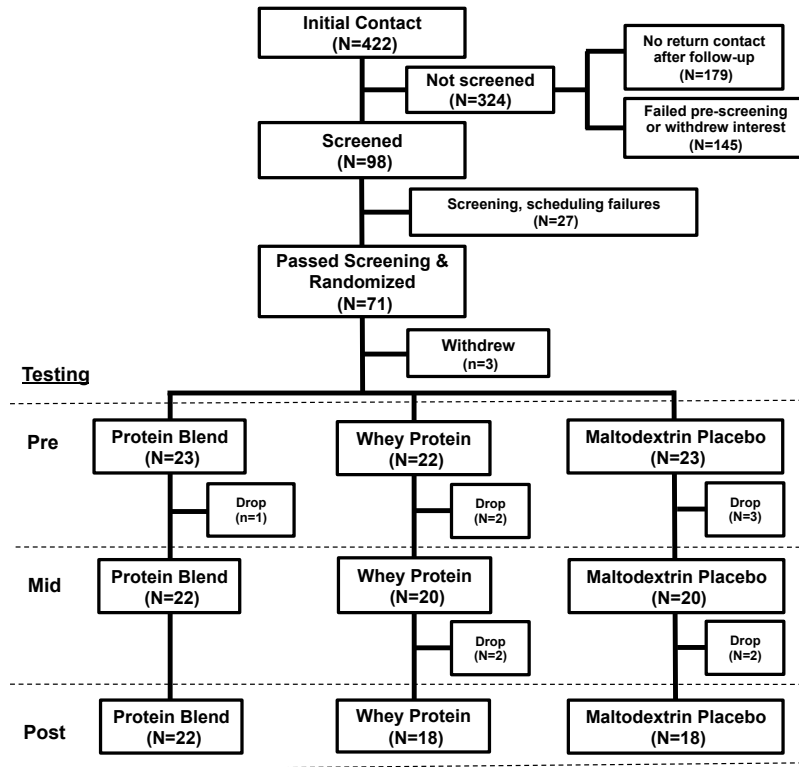 Initial Contact
(N=422)
No return contact
after follow-up
(N=179)
Not screened
(N=324)
Failed pre-screening
or withdrew interest
(N=145)
Screened
(N=98)
Screening, scheduling failures
(N=27)
Passed Screening &
Randomized
(N=71)
Withdrew
(n=3)
Testing
Pre
Protein Blend
(N=23)
Whey Protein
(N=22)
Maltodextrin Placebo
(N=23)
Drop
(n=1)
Drop
(N=2)
Drop
(N=3)
Mid
Protein Blend
(N=22)
Whey Protein
(N=20)
Maltodextrin Placebo
(N=20)
Drop
(N=2)
Drop
(N=2)
Post
Protein Blend
(N=22)
Whey Protein
(N=18)
Maltodextrin Placebo
(N=18)